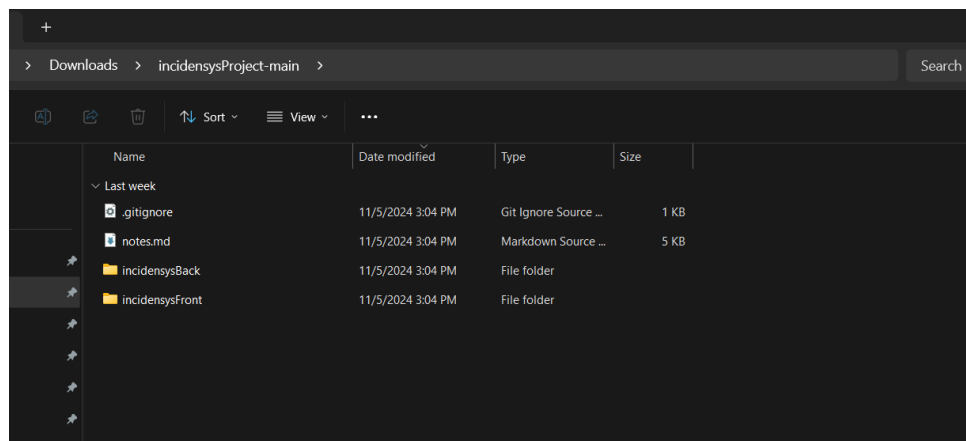 Downloads > incidensysProject-main >
Search
Sort
View
Name Date modified Type Size
Last week
.gitignore 11/5/2024 3:04 PM Git Ignore Source ... 1 KB
notes.md 11/5/2024 3:04 PM Markdown Source ... 5 KB
incidensysBack 11/5/2024 3:04 PM File folder
incidensysFront 11/5/2024 3:04 PM File folder